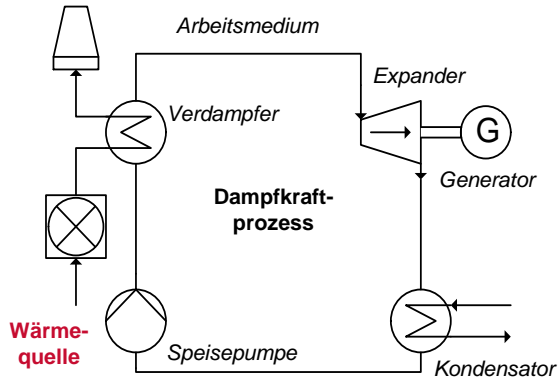 Arbeitsmedium
Expander
Verdampfer
G
Generator
Dampfkraft-
prozess
Wärme-
quelle
Speisepumpe
Kondensator